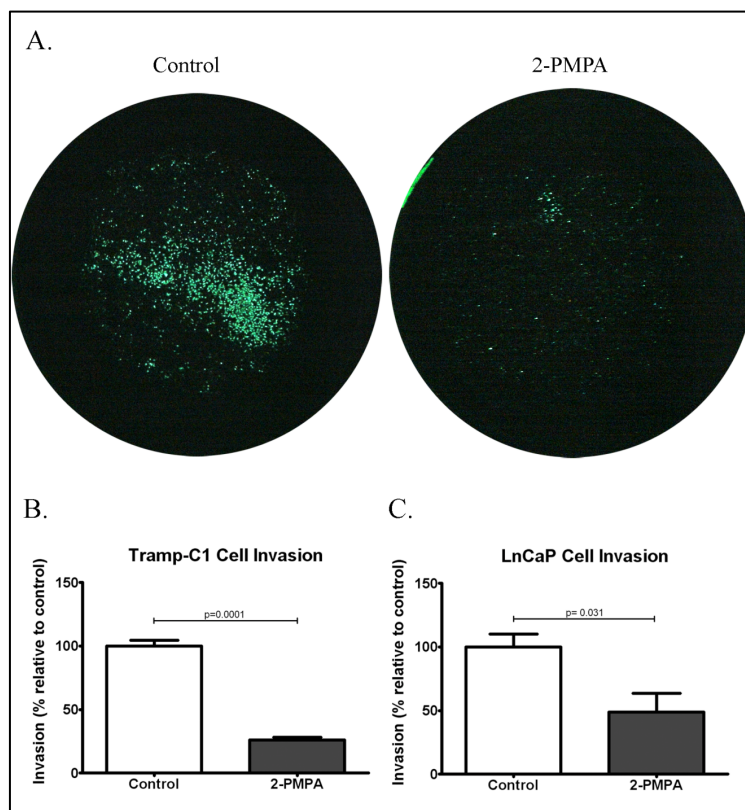 A.
Control
2-PMPA
B.
Tramp-C1 Cell Invasion
Invasion (% relative to control)
150
100
50
0
p=0.0001
Control
2-PMPA
C.
LnCaP Cell Invasion
Invasion (% relative to control)
150
100
50
0
p= 0.031
Control
2-PMPA